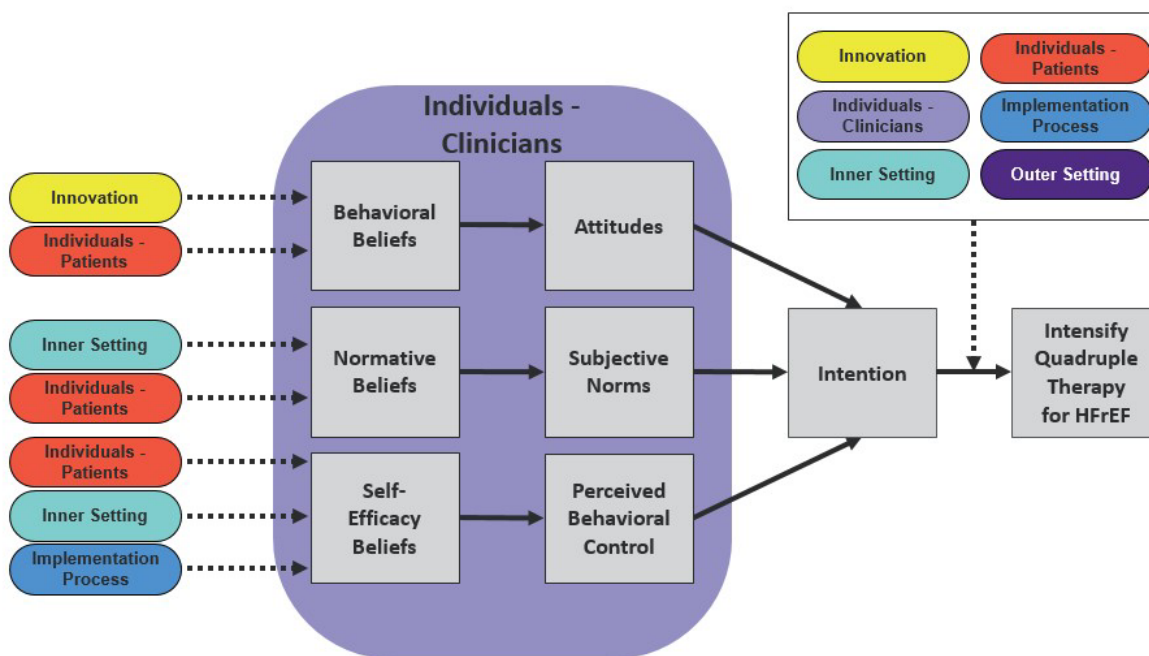 Innovation
Individuals -
Patients
Inner Setting
Individuals -
Patients
Individuals -
Patients
Inner Setting
Implementation
Process
Individuals -
Clinicians
Behavioral
Beliefs
Attitudes
Normative
Beliefs
Subjective
Norms
Self-
Efficacy
Beliefs
Perceived
Behavioral
Control
Intention
Intensify
Quadruple
Therapy
for HFrEF
Innovation
Individuals -
Patients
Individuals -
Clinicians
Implementation
Process
Inner Setting
Outer Setting